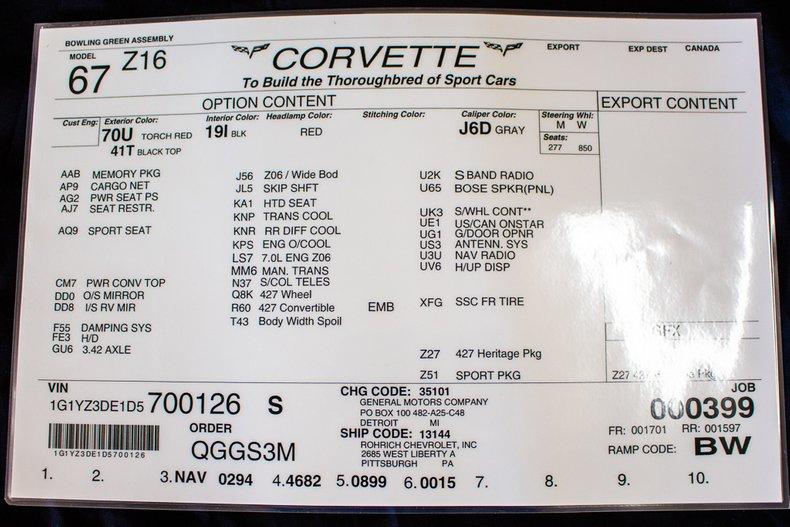 BOWLING GREEN ASSEMBLY
MODEL 67 Z16 CORVETTE EXPORT EXP DEST CANADA
To Build the Thoroughbred of Sport Cars
OPTION CONTENT EXPORT CONTENT
Cust Eng: Exterior Color: Interior Color: Headlamp Color: Stitching Color: Caliper Color: Steering Whl:
70U TORCH RED 19I BLK RED J6D GRAY M W
41T BLACK TOP Seats:
277 850
AAB MEMORY PKG J56 Z06 / Wide Bod U2K S BAND RADIO
AP9 CARGO NET JL5 SKIP SHFT U65 BOSE SPKR(PNL)
AG2 PWR SEAT PS KA1 HTD SEAT
AJ7 SEAT RESTR. KNP TRANS COOL UK3 S/WHL CONT**
AQ9 SPORT SEAT KNR RR DIFF COOL UE1 US/CAN ONSTAR
UG1 G/DOOR OPNR
KPS ENG O/COOL US3 ANTENN. SYS
LS7 7.0L ENG Z06 U3U NAV RADIO
MM6 MAN. TRANS UV6 H/UP DISP
CM7 PWR CONV TOP N37 S/COL TELES
DD0 O/S MIRROR Q8K 427 Wheel
DD8 I/S RV MIR R60 427 Convertible EMB XFG SSC FR TIRE
F55 DAMPING SYS T43 Body Width Spoil
FE3 H/D
GU6 3.42 AXLE Z27 427 Heritage Pkg
Z51 SPORT PKG Z27 Pkg
VIN CHG CODE: 35101 JOB
1G1YZ3DE1D5 700126 S GENERAL MOTORS COMPANY 000399
PO BOX 100 482-A25-C48
DETROIT MI
ORDER SHIP CODE: 13144 FR: 001701 RR: 001597
QGGS3M ROHRICH CHEVROLET, INC RAMP CODE: BW
1G1YZ3DE1D5700126 2685 WEST LIBERTY A
PITTSBURGH PA
1. 2. 3. NAV 0294 4. 4682 5. 0899 6. 0015 7. 8. 9. 10.